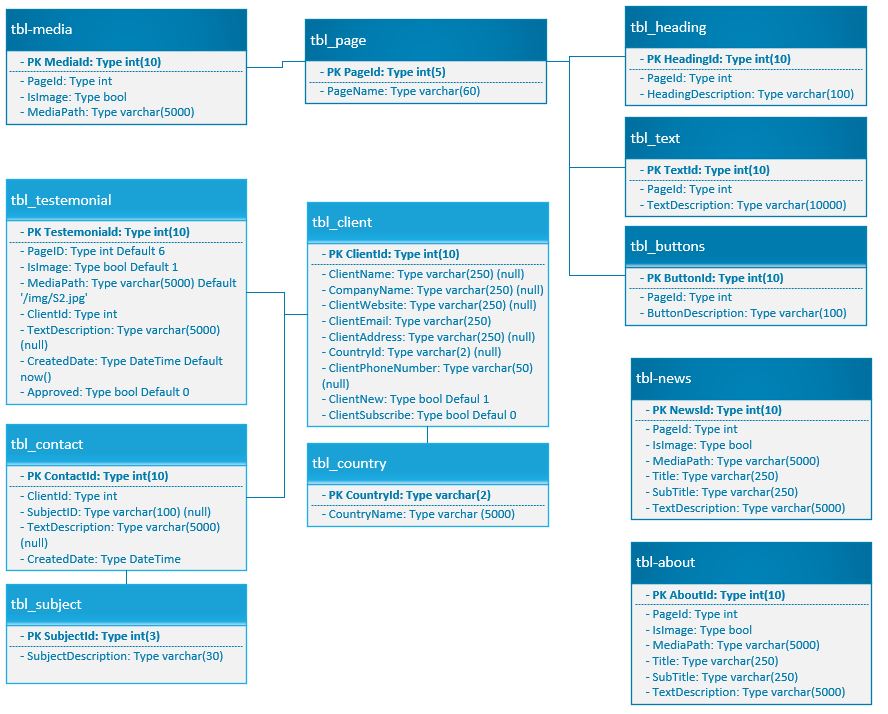 tbl-media
- PK MediaId: Type int(10)
- PageId: Type int
- IsImage: Type bool
- MediaPath: Type varchar(5000)
tbl_page
- PK PageId: Type int(5)
- PageName: Type varchar(60)
tbl_heading
- PK HeadingId: Type int(10)
- PageId: Type int
- HeadingDescription: Type varchar(100)
tbl_text
- PK TextId: Type int(10)
- PageId: Type int
- TextDescription: Type varchar(10000)
tbl_buttons
- PK ButtonId: Type int(10)
- PageId: Type int
- ButtonDescription: Type varchar(100)
tbl_testemonial
- PK TestemoniaId: Type int(10)
- PageID: Type int Default 6
- IsImage: Type bool Default 1
- MediaPath: Type varchar(5000) Default
'/img/S2.jpg'
- ClientId: Type int
- TextDescription: Type varchar(5000)
(null)
- CreatedDate: Type DateTime Default
now()
- Approved: Type bool Default 0
tbl_client
- PK ClientId: Type int(10)
- ClientName: Type varchar(250) (null)
- CompanyName: Type varchar(250) (null)
- ClientWebsite: Type varchar(250) (null)
- ClientEmail: Type varchar(250)
- ClientAddress: Type varchar(250) (null)
- CountryId: Type varchar(2) (null)
- ClientPhoneNumber: Type varchar(50)
(null)
- ClientNew: Type bool Defaul 1
- ClientSubscribe: Type bool Defaul 0
tbl_contact
- PK ContactId: Type int(10)
- ClientId: Type int
- SubjectID: Type varchar(100) (null)
- TextDescription: Type varchar(5000)
(null)
- CreatedDate: Type DateTime
tbl_country
- PK CountryId: Type varchar(2)
- CountryName: Type varchar (5000)
tbl_subject
- PK SubjectId: Type int(3)
- SubjectDescription: Type varchar(30)
tbl-news
- PK NewsId: Type int(10)
- PageId: Type int
- IsImage: Type bool
- MediaPath: Type varchar(5000)
- Title: Type varchar(250)
- SubTitle: Type varchar(250)
- TextDescription: Type varchar(5000)
tbl-about
- PK AboutId: Type int(10)
- PageId: Type int
- IsImage: Type bool
- MediaPath: Type varchar(5000)
- Title: Type varchar(250)
- SubTitle: Type varchar(250)
- TextDescription: Type varchar(5000)